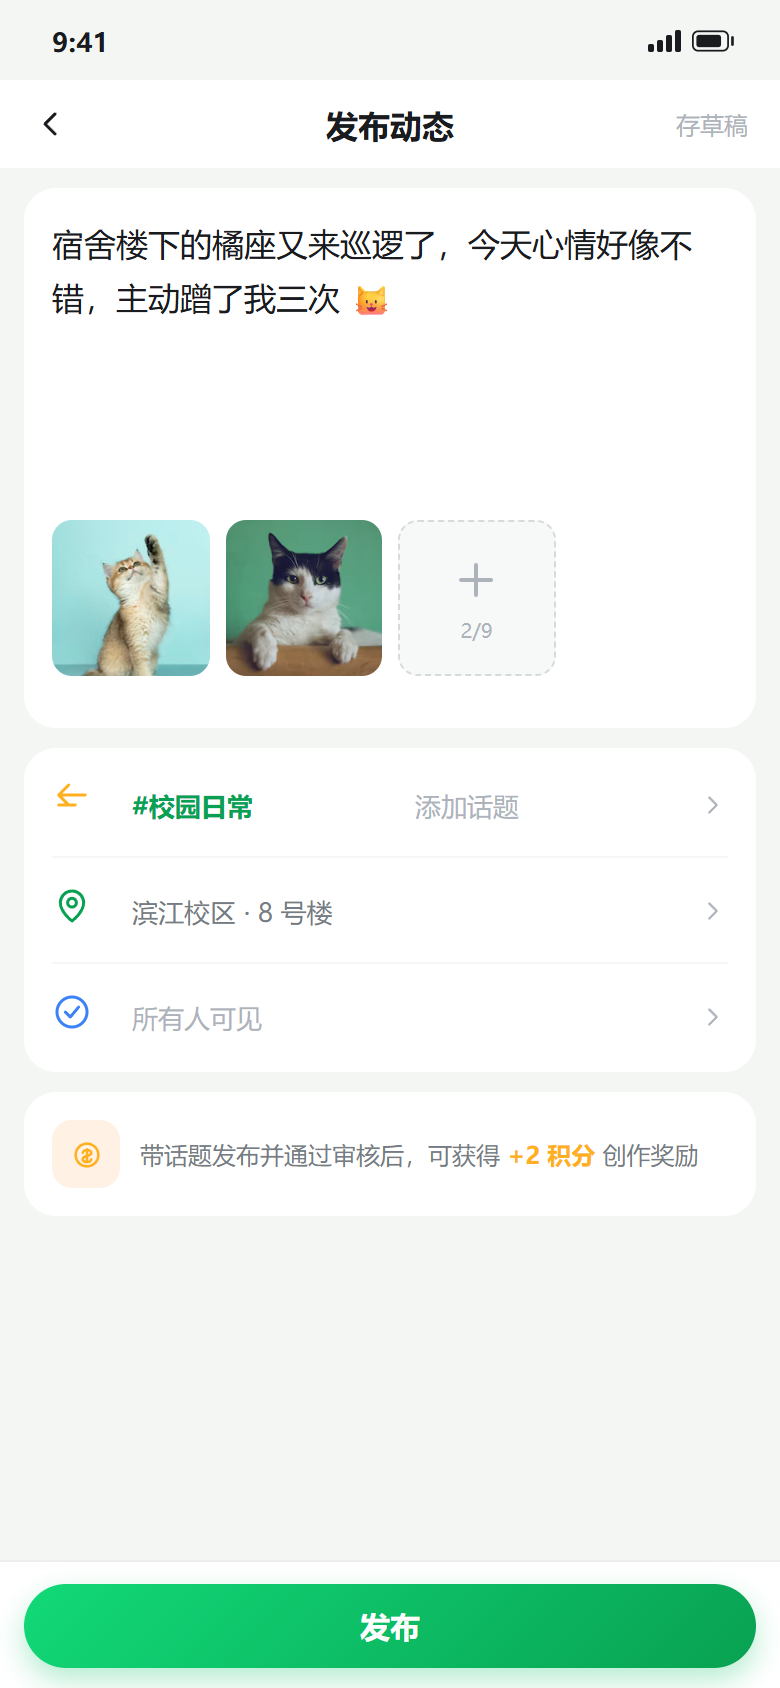 9:41
发布动态
存草稿
宿舍楼下的橘座又来巡逻了，今天心情好像不
错，主动蹭了我三次 😺
2/9
#校园日常
添加话题
滨江校区 · 8 号楼
所有人可见
带话题发布并通过审核后，可获得 +2 积分 创作奖励
发布